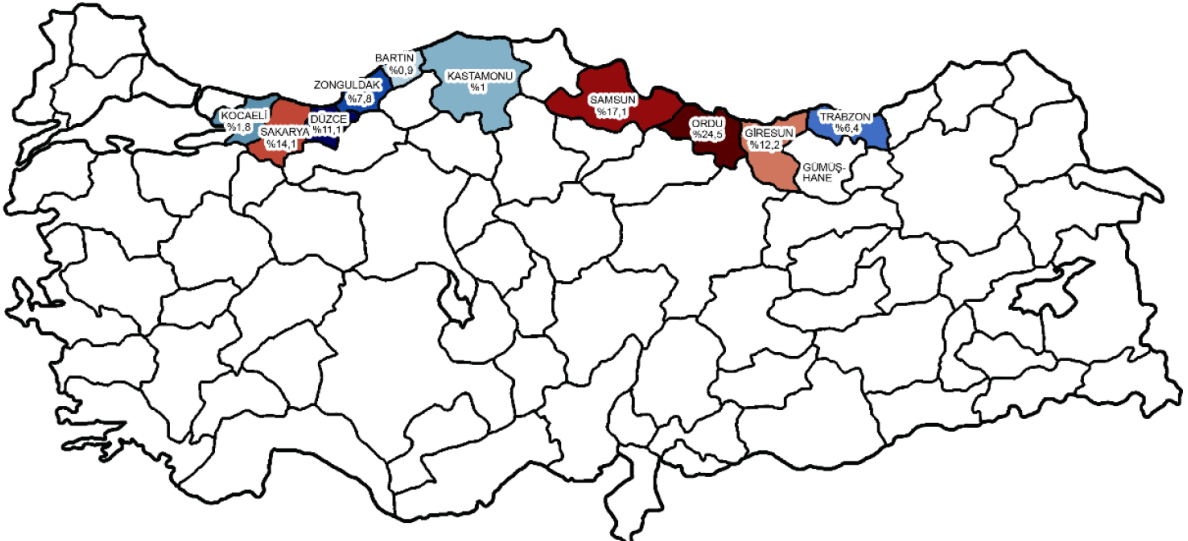 BARTIN
%0,9
ZONGULDAK
%7,8
KASTAMONU
%1
KOCAELİ
%1,8
SAKARYA
%14,1
DÜZCE
%11,1
SAMSUN
%17,1
ORDU
%24,5
GİRESUN
%12,2
TRABZON
%6,4
GÜMÜŞ-
HANE